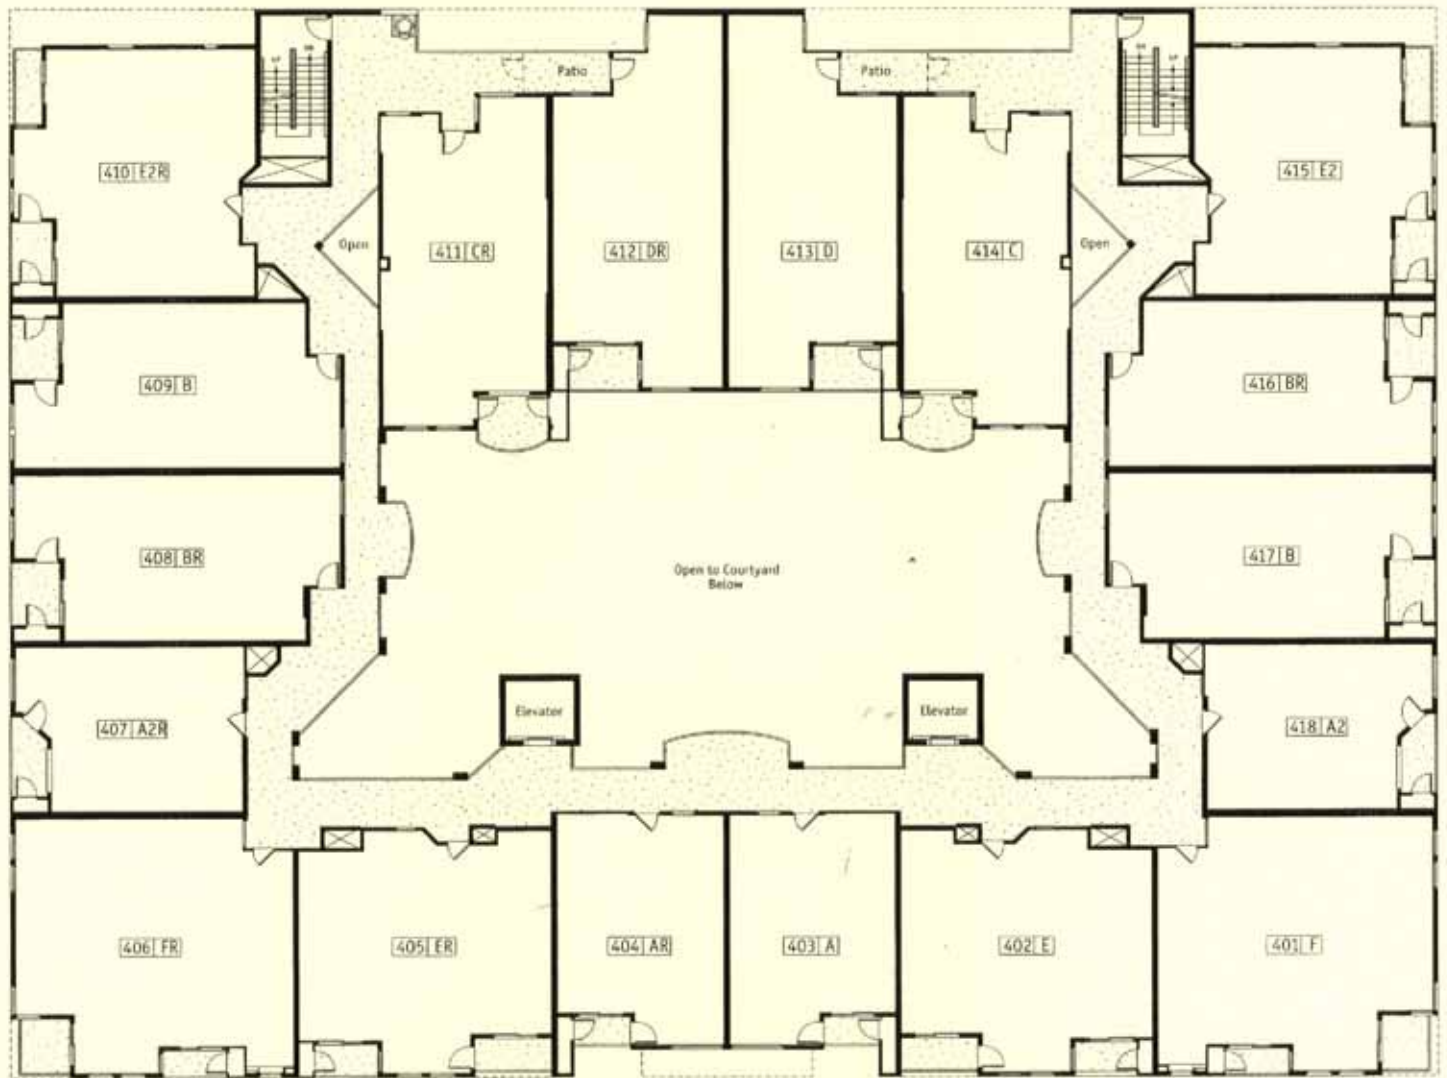 Patio
Patio
410 E2R
415 E2
Open
411 CR
412 DR
413 D
414 C
Open
409 B
416 BR
408 BR
417 B
Open to Courtyard
Below
407 A2R
Elevator
Elevator
418 A2
406 FR
405 ER
404 AR
403 A
402 E
401 F